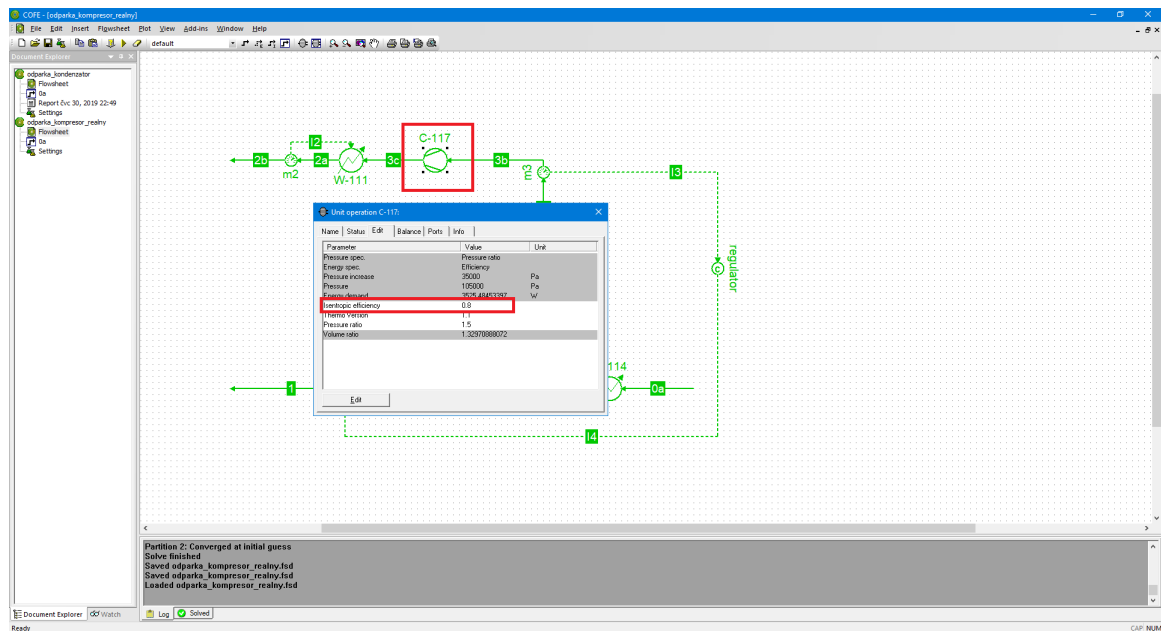 COFE - [odparka_kompresor_realny]
File Edit Insert Flowsheet Plot View Add-ins Window Help
default
Document Explorer
odparka_kondenzator
Flowsheet
0a
Report čvc 30, 2019 22:49
Settings
odparka_kompresor_realny
Flowsheet
0a
Settings
I2
C-117
2b
2a
3c
3b
m2
W-111
m3
I3
regulator
c
114
1
0a
I4
Unit operation C-117:
Name Status Edit Balance Ports Info
Parameter Value Unit
Pressure spec. Pressure ratio
Energy spec. Efficiency
Pressure increase 35000 Pa
Pressure 105000 Pa
Energy demand 3525.48453397 W
Isentropic efficiency 0.8
Thermo Version 1.1
Pressure ratio 1.5
Volume ratio 1.32970888072
Edit
Partition 2: Converged at initial guess
Solve finished
Saved odparka_kompresor_realny.fsd
Saved odparka_kompresor_realny.fsd
Loaded odparka_kompresor_realny.fsd
Document Explorer Watch
Log Solved
Ready
CAP NUM